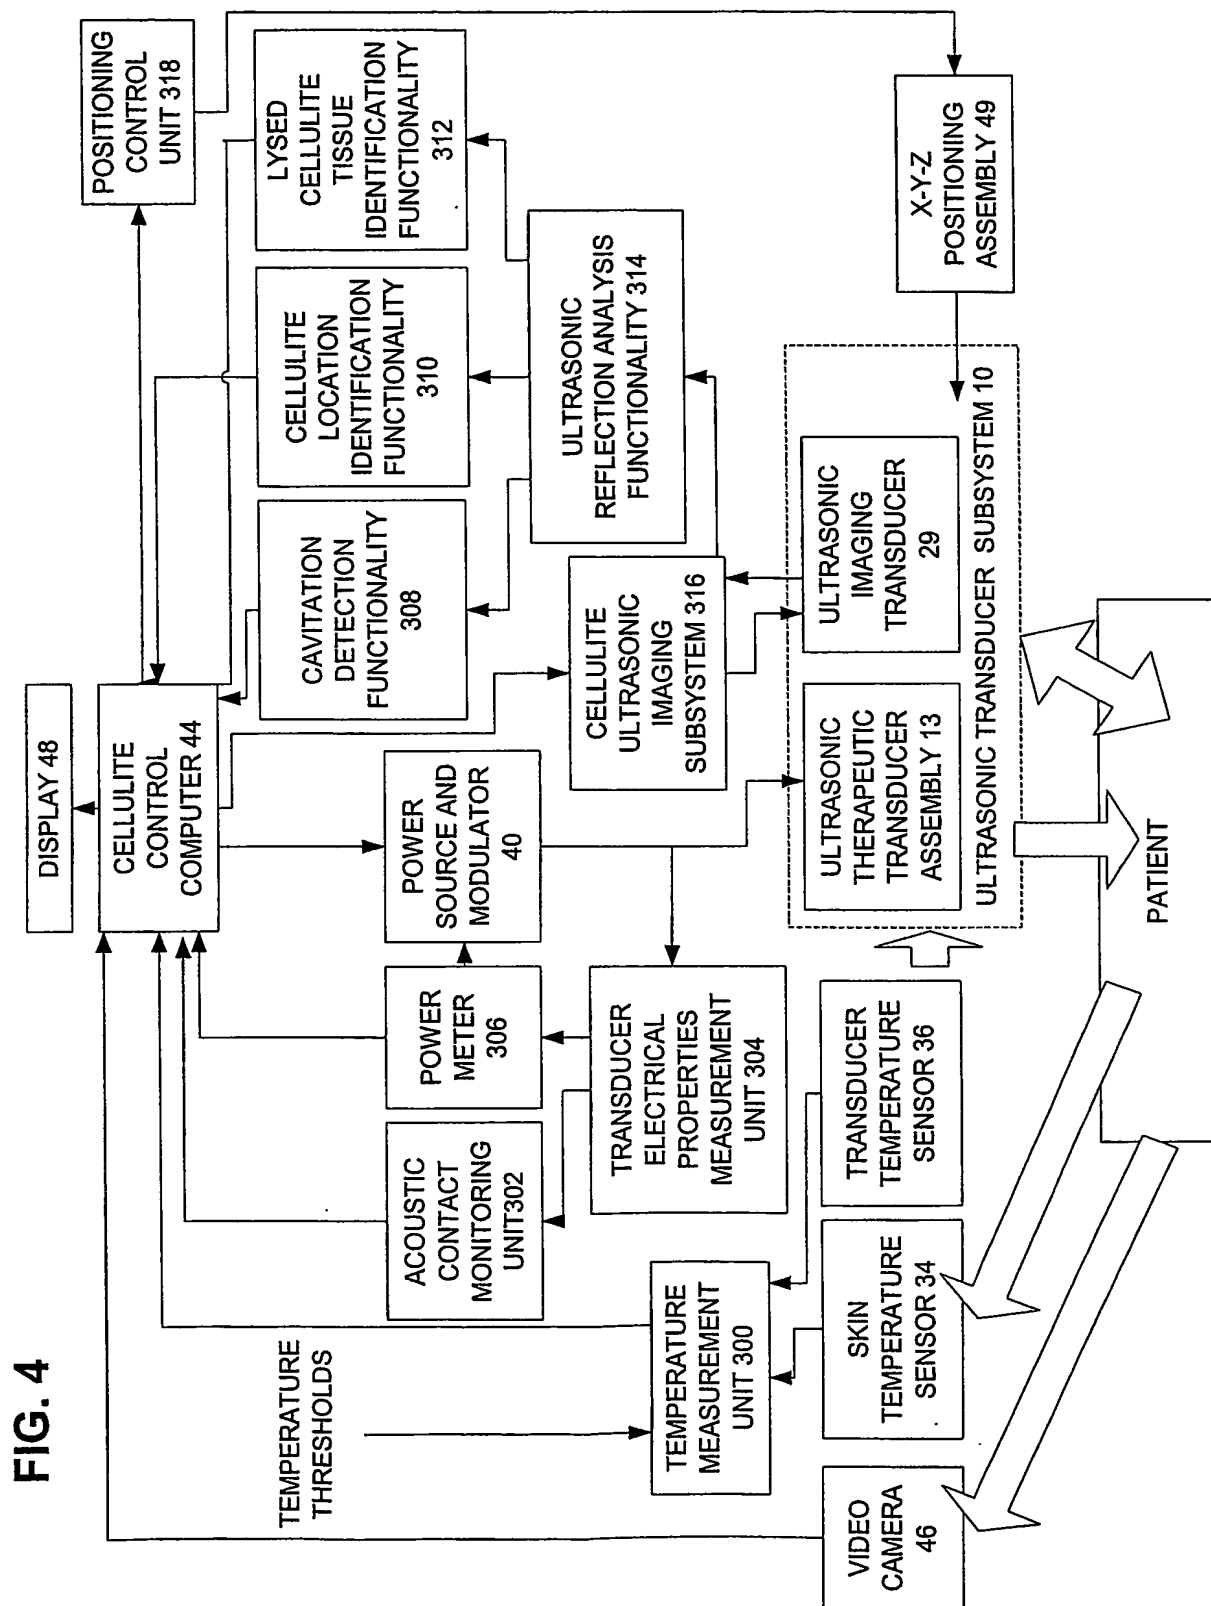 FIG. 4
DISPLAY 48
POSITIONING
CONTROL
UNIT 318
CELLULITE
CONTROL
COMPUTER 44
TEMPERATURE
THRESHOLDS
ACOUSTIC
CONTACT
MONITORING
UNIT302
POWER
METER
306
POWER
SOURCE AND
MODULATOR
40
CAVITATION
DETECTION
FUNCTIONALITY
308
CELLULITE
LOCATION
IDENTIFICATION
FUNCTIONALITY
310
LYSED
CELLULITE
TISSUE
IDENTIFICATION
FUNCTIONALITY
312
TEMPERATURE
MEASUREMENT
UNIT 300
TRANSDUCER
ELECTRICAL
PROPERTIES
MEASUREMENT
UNIT 304
CELLULITE
ULTRASONIC
IMAGING
SUBSYSTEM 316
ULTRASONIC
REFLECTION ANALYSIS
FUNCTIONALITY 314
VIDEO
CAMERA
46
SKIN
TEMPERATURE
SENSOR 34
TRANSDUCER
TEMPERATURE
SENSOR 36
ULTRASONIC
THERAPEUTIC
TRANSDUCER
ASSEMBLY 13
ULTRASONIC
IMAGING
TRANSDUCER
29
ULTRASONIC TRANSDUCER SUBSYSTEM 10
X-Y-Z
POSITIONING
ASSEMBLY 49
PATIENT